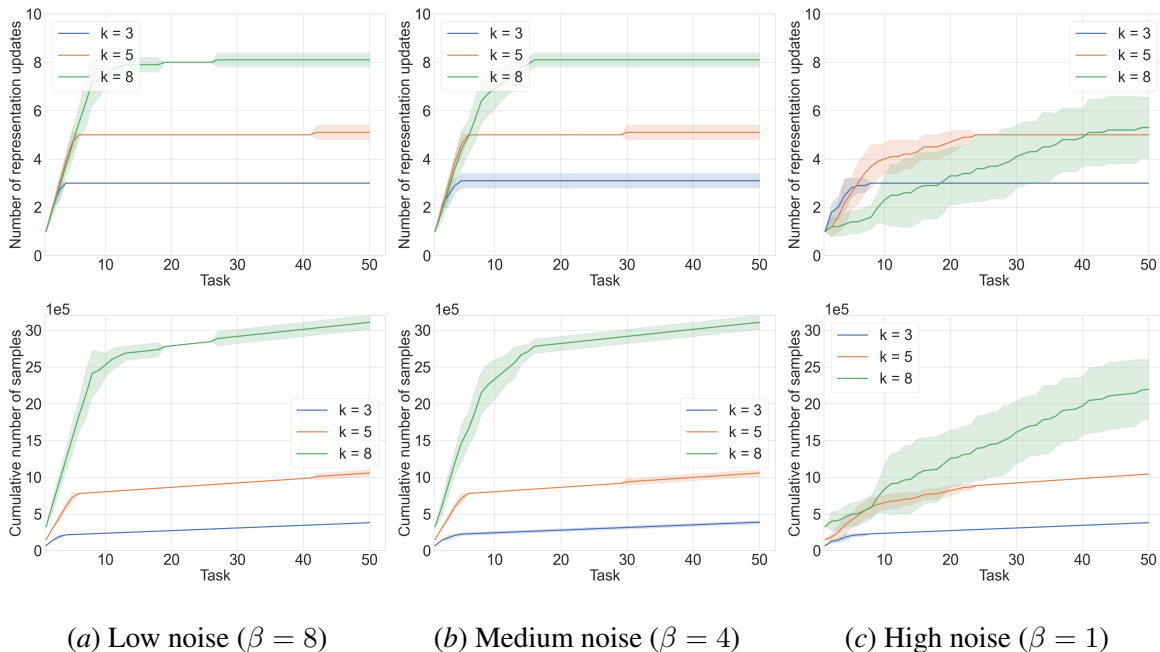 10
8
6
4
2
0
Number of representation updates
k = 3
k = 5
k = 8
10 20 30 40 50
Task
10
8
6
4
2
0
Number of representation updates
k = 3
k = 5
k = 8
10 20 30 40 50
Task
10
8
6
4
2
0
Number of representation updates
k = 3
k = 5
k = 8
10 20 30 40 50
Task
1e5
30
25
20
15
10
5
0
Cumulative number of samples
k = 3
k = 5
k = 8
10 20 30 40 50
Task
1e5
30
25
20
15
10
5
0
Cumulative number of samples
k = 3
k = 5
k = 8
10 20 30 40 50
Task
1e5
30
25
20
15
10
5
0
Cumulative number of samples
k = 3
k = 5
k = 8
10 20 30 40 50
Task
(a) Low noise (β = 8)
(b) Medium noise (β = 4)
(c) High noise (β = 1)